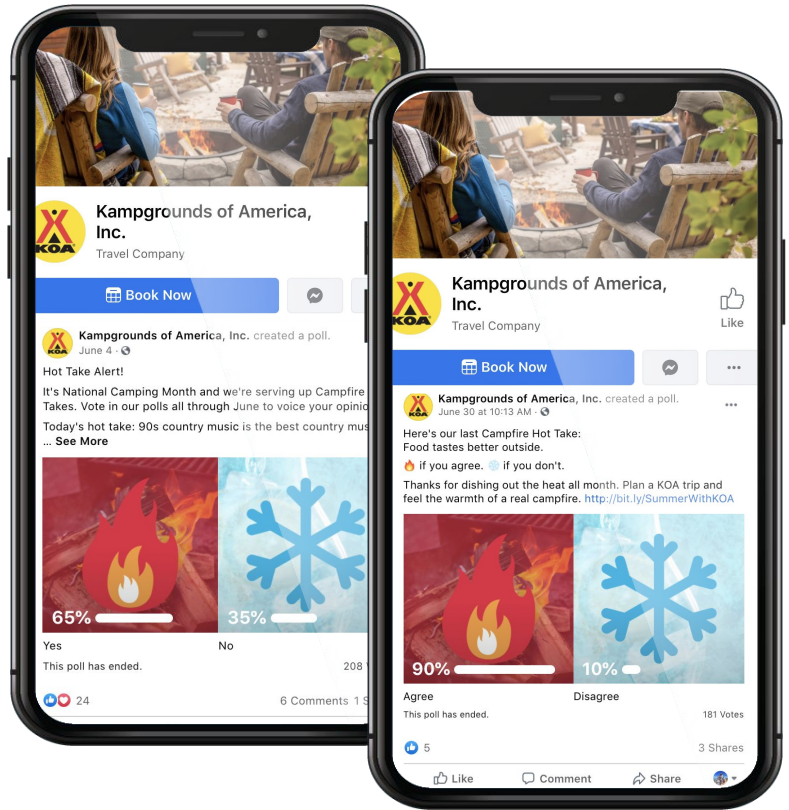 Kampgrounds of America,
Inc.
Travel Company
KOA
Book Now
Kampgrounds of America, Inc. created a poll.
KOA
June 4 ·
Hot Take Alert!
It's National Camping Month and we're serving up Campfire
Takes. Vote in our polls all through June to voice your
Today's hot take: 90s country music is the best country
... See More
65%
35%
Yes
No
This poll has ended.
208
24
6 Comments 1
Kampgrounds of America,
Inc.
Travel Company
KOA
Like
Book Now
Kampgrounds of America, Inc. created a poll.
KOA
June 30 at 10:13 AM ·
Here's our last Campfire Hot Take:
Food tastes better outside.
🔥 if you agree. ❄️ if you don't.
Thanks for dishing out the heat all month. Plan a KOA trip and
feel the warmth of a real campfire. http://bit.ly/SummerWithKOA
90%
10%
Agree
Disagree
This poll has ended.
181 Votes
5
3 Shares
Like
Comment
Share